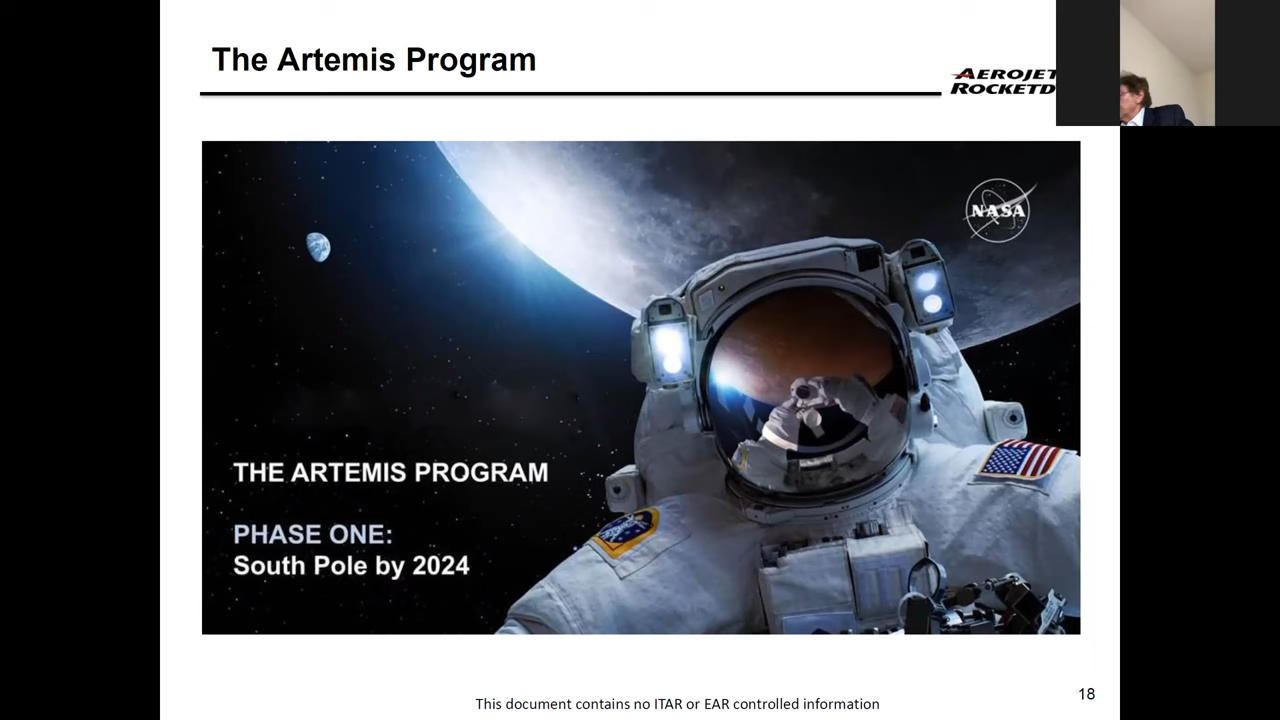 The Artemis Program
AEROJET
ROCKETD
NASA
THE ARTEMIS PROGRAM
PHASE ONE:
South Pole by 2024
18
This document contains no ITAR or EAR controlled information